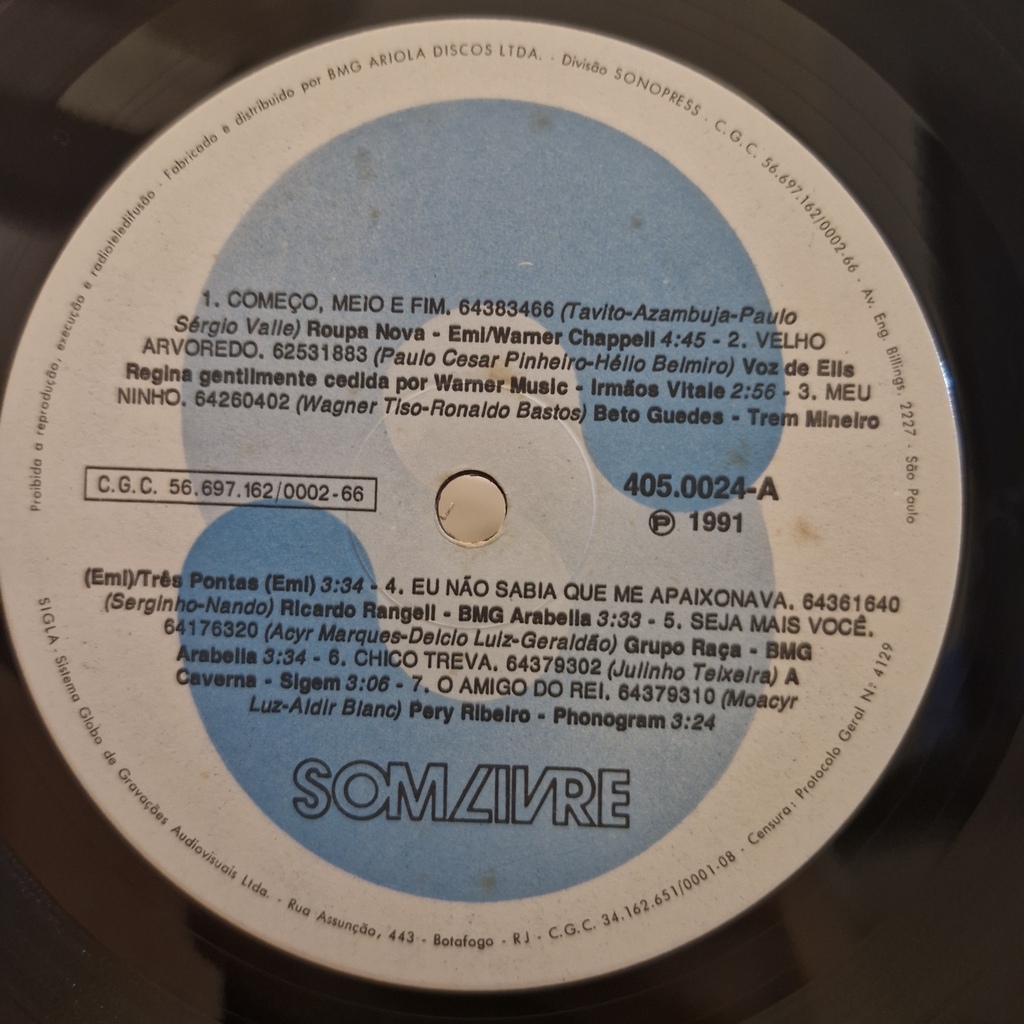 Proibida a reprodução, execução e radioteledifusão · Fabricado e distribuído por BMG ARIOLA DISCOS LTDA. · Divisão SONOPRESS · C.G.C. 56.697.162/0002-66 · Av. Eng. Billings, 2227 · São Paulo
1. COMEÇO, MEIO E FIM. 64383466 (Tavito-Azambuja-Paulo
Sérgio Valle) Roupa Nova - Emi/Warner Chappell 4:45 - 2. VELHO
ARVOREDO. 62531883 (Paulo Cesar Pinheiro-Hélio Belmiro) Voz de Elis
Regina gentilmente cedida por Warner Music - Irmãos Vitale 2:56 - 3. MEU
NINHO. 64260402 (Wagner Tiso-Ronaldo Bastos) Beto Guedes - Trem Mineiro
C.G.C. 56.697.162/0002-66
405.0024-A
Ⓟ 1991
(Emi)/Três Pontas (Emi) 3:34 - 4. EU NÃO SABIA QUE ME APAIXONAVA. 64361640
(Serginho-Nando) Ricardo Rangell - BMG Arabella 3:33 - 5. SEJA MAIS VOCÊ.
64176320 (Acyr Marques-Delcio Luiz-Geraldão) Grupo Raça - BMG
Arabella 3:34 - 6. CHICO TREVA. 64379302 (Julinho Teixeira) A
Caverna - Sigem 3:06 - 7. O AMIGO DO REI. 64379310 (Moacyr
Luz-Aldir Blanc) Pery Ribeiro - Phonogram 3:24
SOM LIVRE
SIGLA - Sistema Globo de Gravações Audiovisuais Ltda. - Rua Assunção, 443 - Botafogo - RJ - C.G.C. 34.162.651/0001-08 - Censura: Protocolo Geral Nº 4129